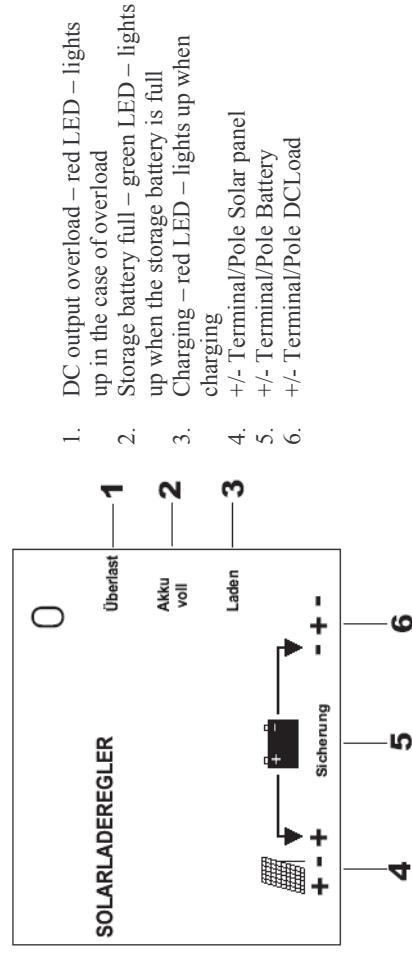 SOLARLADEREGLER
Überlast
Akku
voll
Laden
+ - +
+ -
- + -
Sicherung
1
2
3
4
5
6
1. DC output overload – red LED – lights
up in the case of overload
2. Storage battery full – green LED – lights
up when the storage battery is full
3. Charging – red LED – lights up when
charging
4. +/- Terminal/Pole Solar panel
5. +/- Terminal/Pole Battery
6. +/- Terminal/Pole DCLoad